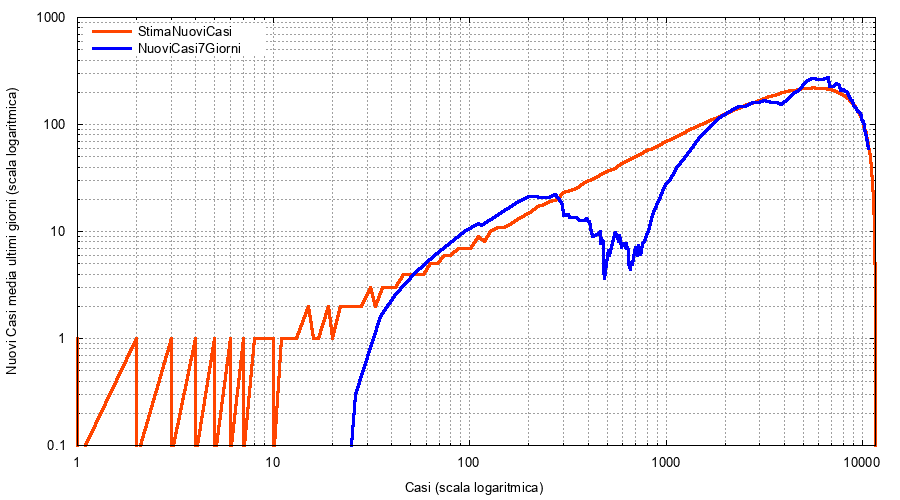 1000
StimaNuoviCasi
NuoviCasi7Giorni
100
10
1
0.1
Nuovi Casi media ultimi giorni (scala logaritmica)
1 10 100 1000 10000
Casi (scala logaritmica)